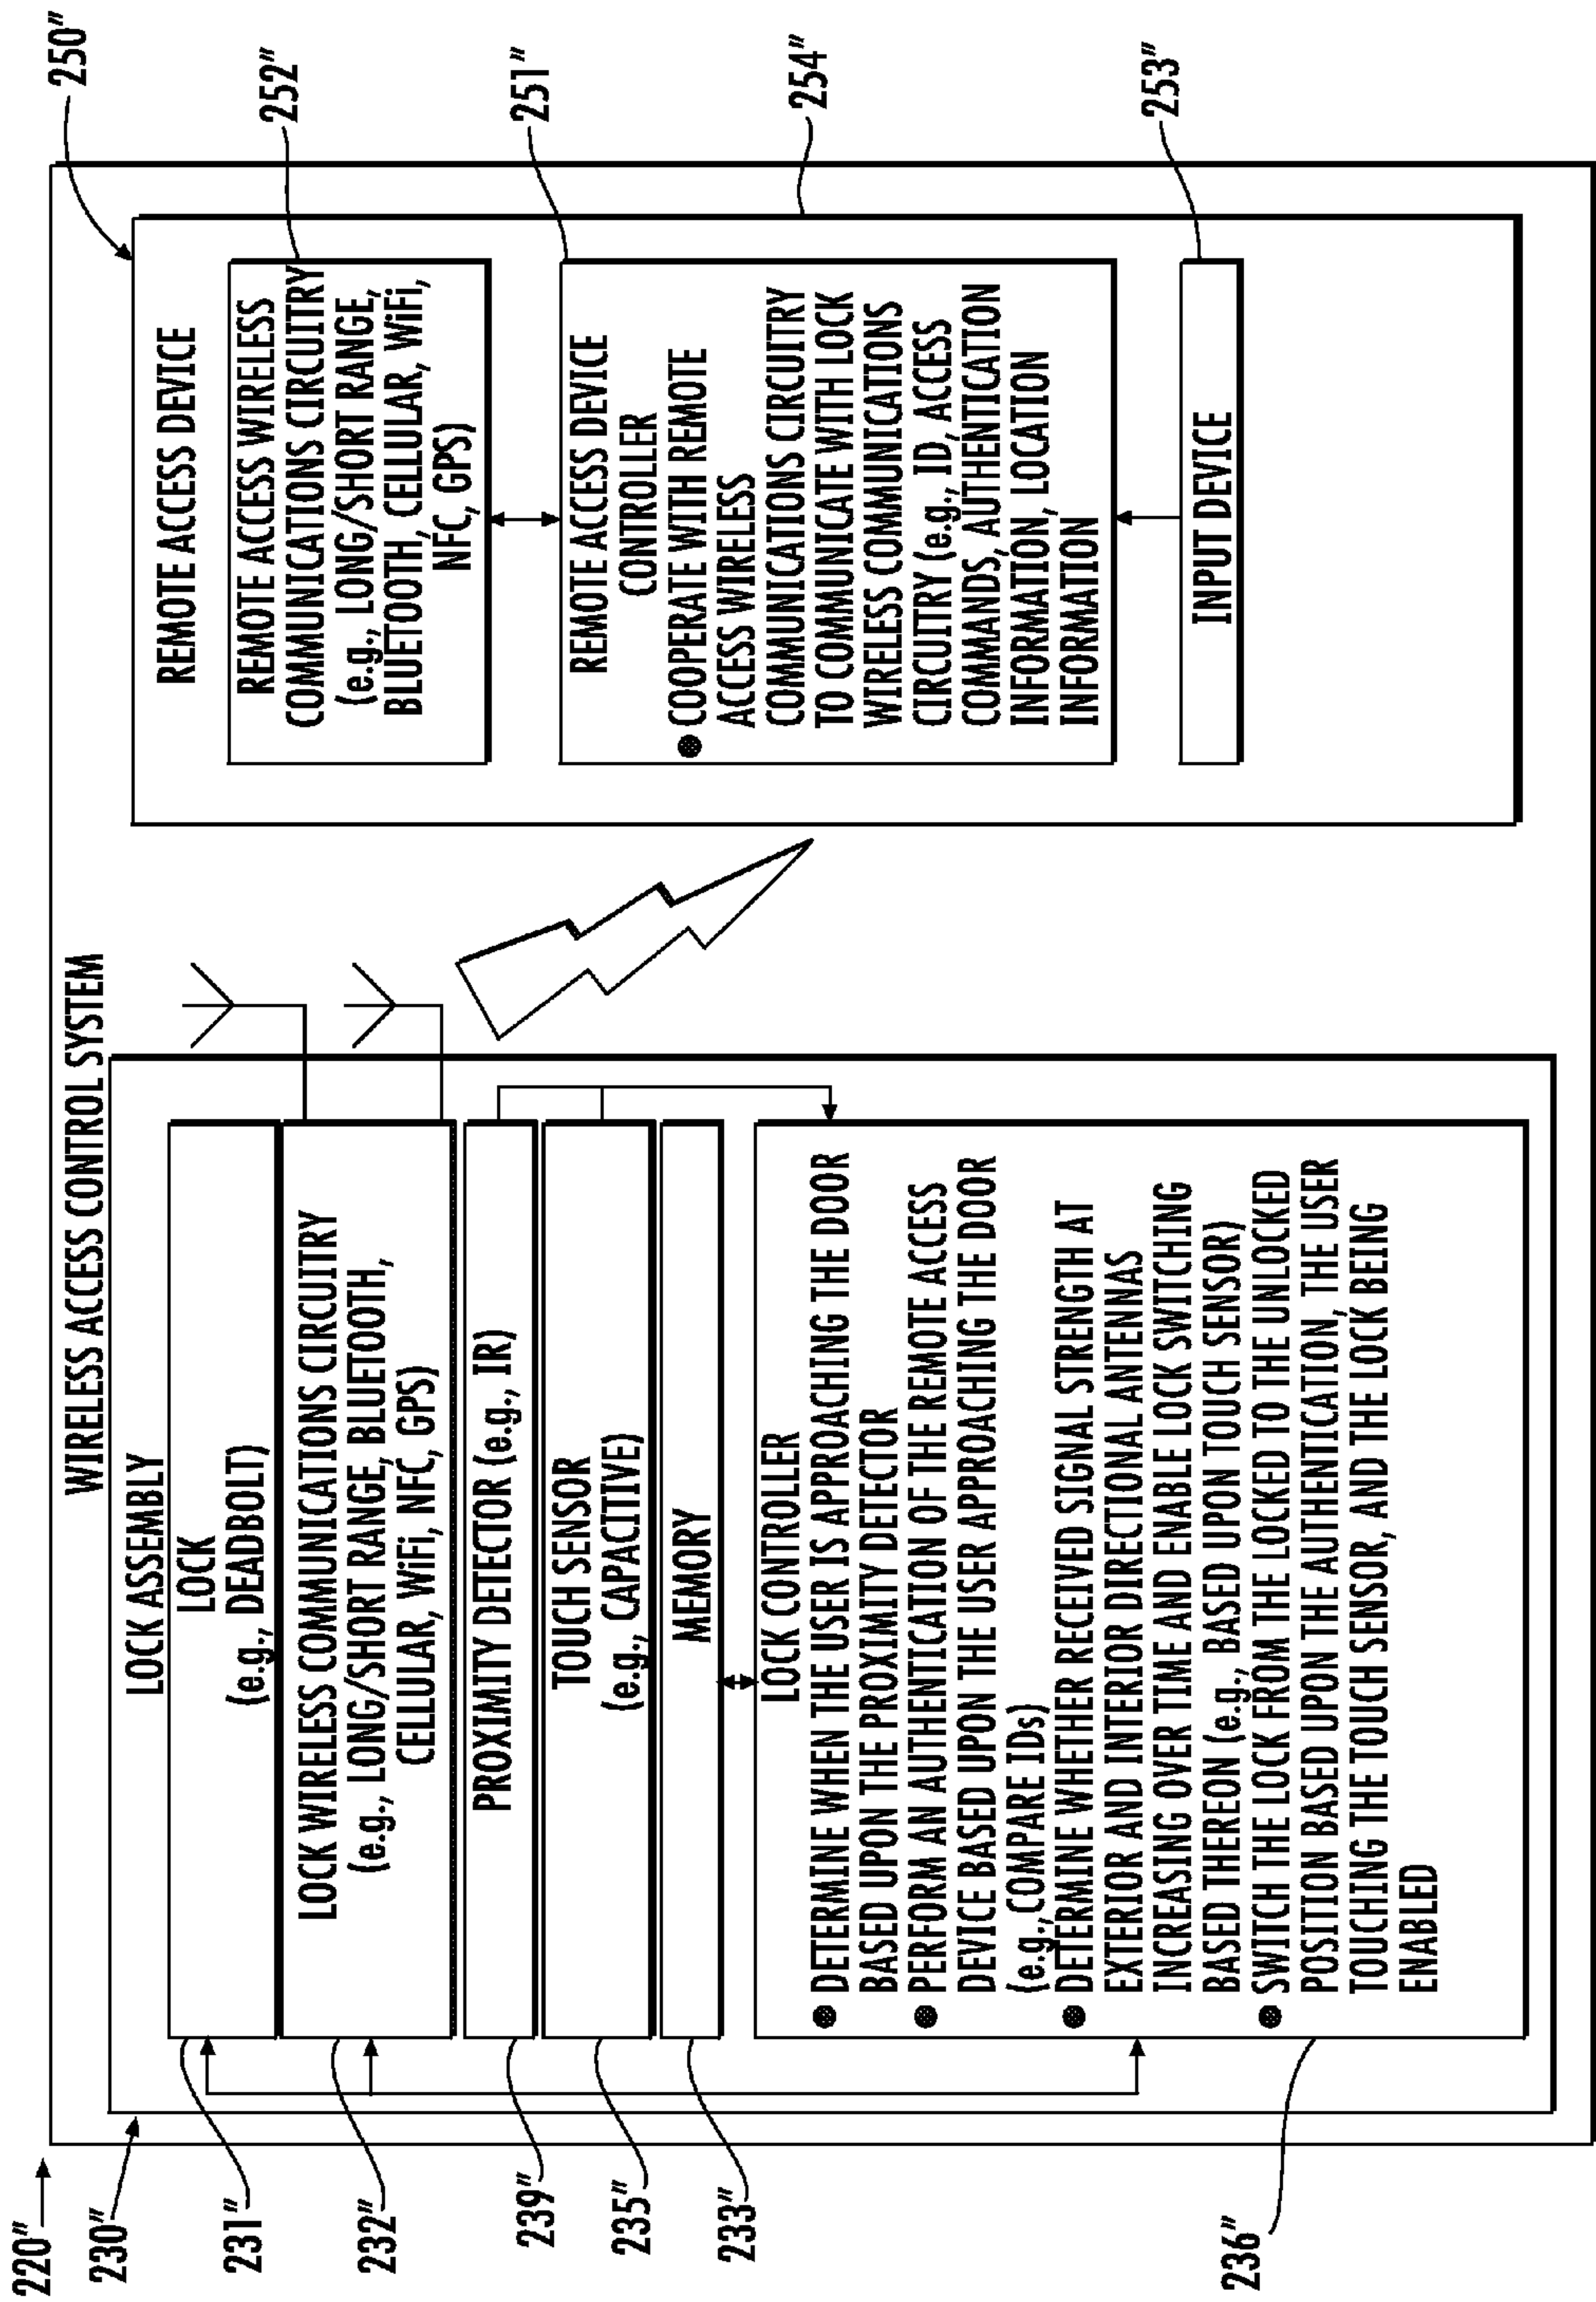 WIRELESS ACCESS CONTROL SYSTEM
220″
230″
LOCK ASSEMBLY
231″
LOCK
(e.g., DEADBOLT)
232″
LOCK WIRELESS COMMUNICATIONS CIRCUITRY
(e.g., LONG/SHORT RANGE, BLUETOOTH,
CELLULAR, WiFi, NFC, GPS)
239″
PROXIMITY DETECTOR (e.g., IR)
235″
TOUCH SENSOR
(e.g., CAPACITIVE)
233″
MEMORY
236″
LOCK CONTROLLER
● DETERMINE WHEN THE USER IS APPROACHING THE DOOR
BASED UPON THE PROXIMITY DETECTOR
● PERFORM AN AUTHENTICATION OF THE REMOTE ACCESS
DEVICE BASED UPON THE USER APPROACHING THE DOOR
(e.g., COMPARE IDs)
● DETERMINE WHETHER RECEIVED SIGNAL STRENGTH AT
EXTERIOR AND INTERIOR DIRECTIONAL ANTENNAS
INCREASING OVER TIME AND ENABLE LOCK SWITCHING
BASED THEREON (e.g., BASED UPON TOUCH SENSOR)
● SWITCH THE LOCK FROM THE LOCKED TO THE UNLOCKED
POSITION BASED UPON THE AUTHENTICATION, THE USER
TOUCHING THE TOUCH SENSOR, AND THE LOCK BEING
ENABLED
250″
REMOTE ACCESS DEVICE
252″
REMOTE ACCESS WIRELESS
COMMUNICATIONS CIRCUITRY
(e.g., LONG/SHORT RANGE,
BLUETOOTH, CELLULAR, WiFi,
NFC, GPS)
251″
REMOTE ACCESS DEVICE
CONTROLLER
● COOPERATE WITH REMOTE
ACCESS WIRELESS
COMMUNICATIONS CIRCUITRY
TO COMMUNICATE WITH LOCK
WIRELESS COMMUNICATIONS
CIRCUITRY (e.g., ID, ACCESS
COMMANDS, AUTHENTICATION
INFORMATION, LOCATION
INFORMATION
254″
253″
INPUT DEVICE